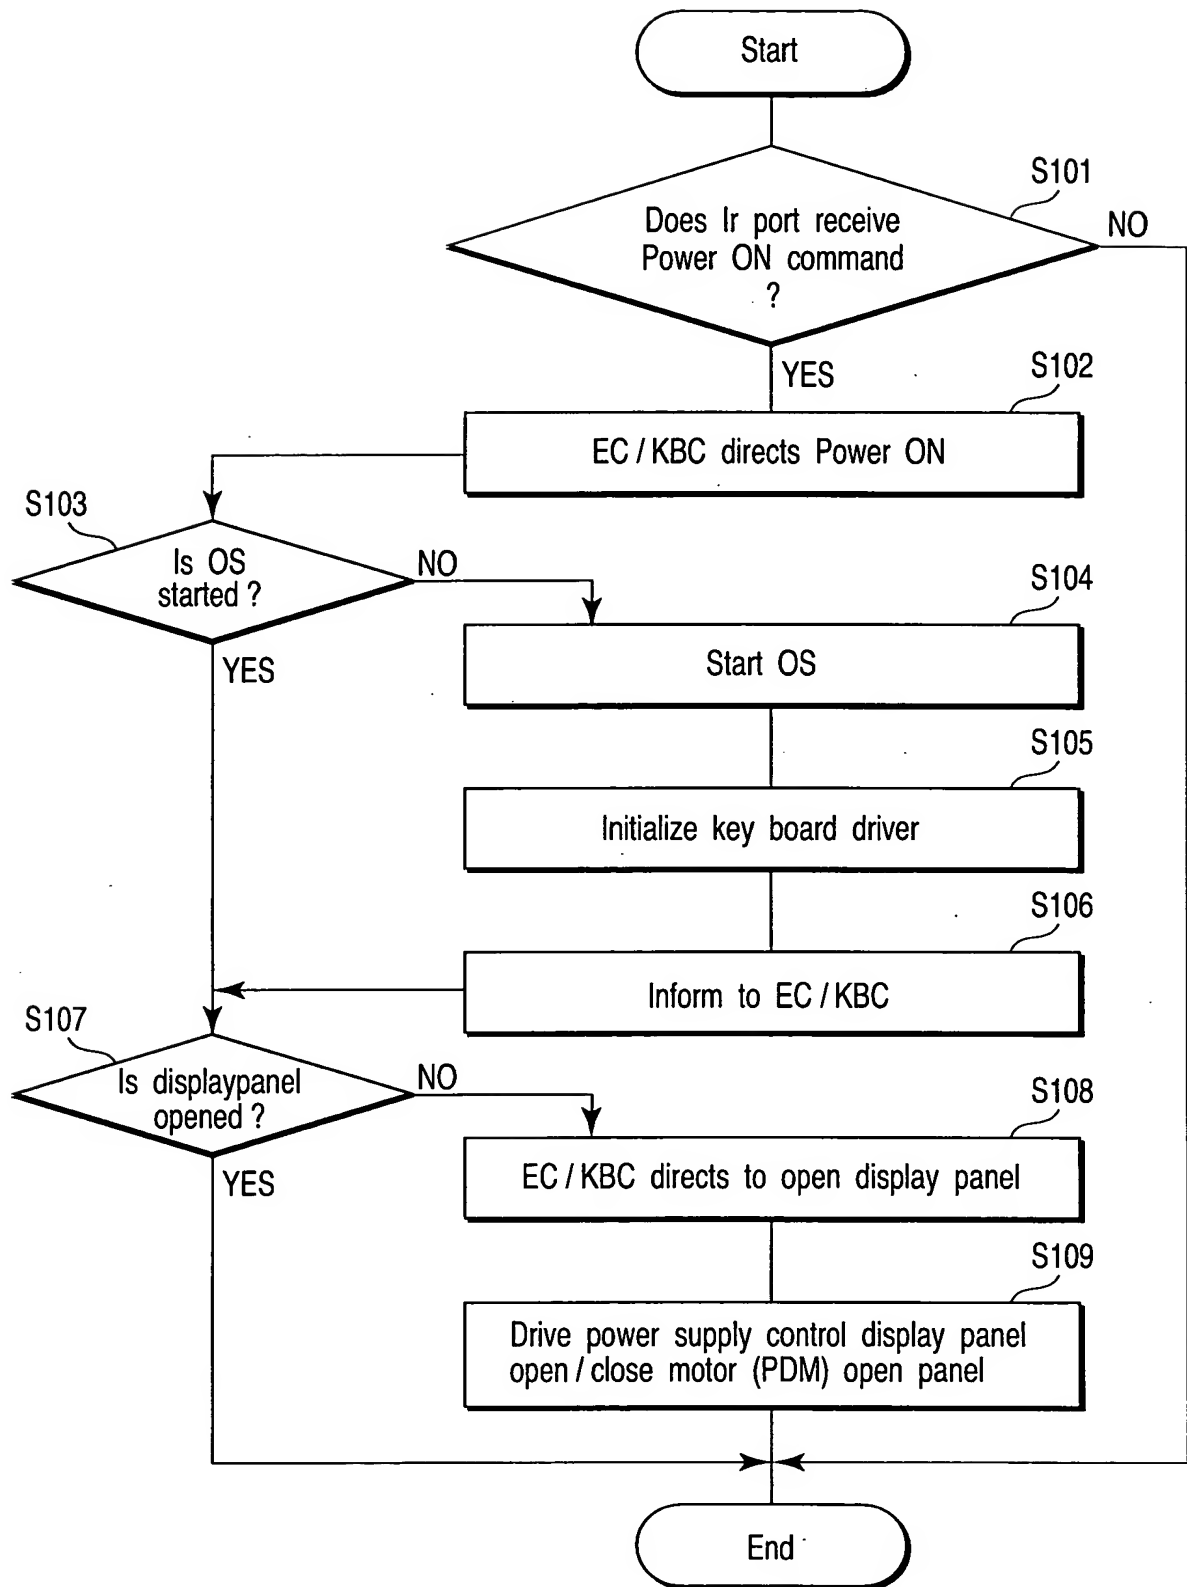 Start
S101
Does Ir port receive
Power ON command
?
NO
YES
S102
EC / KBC directs Power ON
S103
Is OS
started ?
NO
S104
Start OS
YES
S105
Initialize key board driver
S106
Inform to EC / KBC
S107
Is displaypanel
opened ?
NO
S108
EC / KBC directs to open display panel
YES
S109
Drive power supply control display panel
open / close motor (PDM) open panel
End